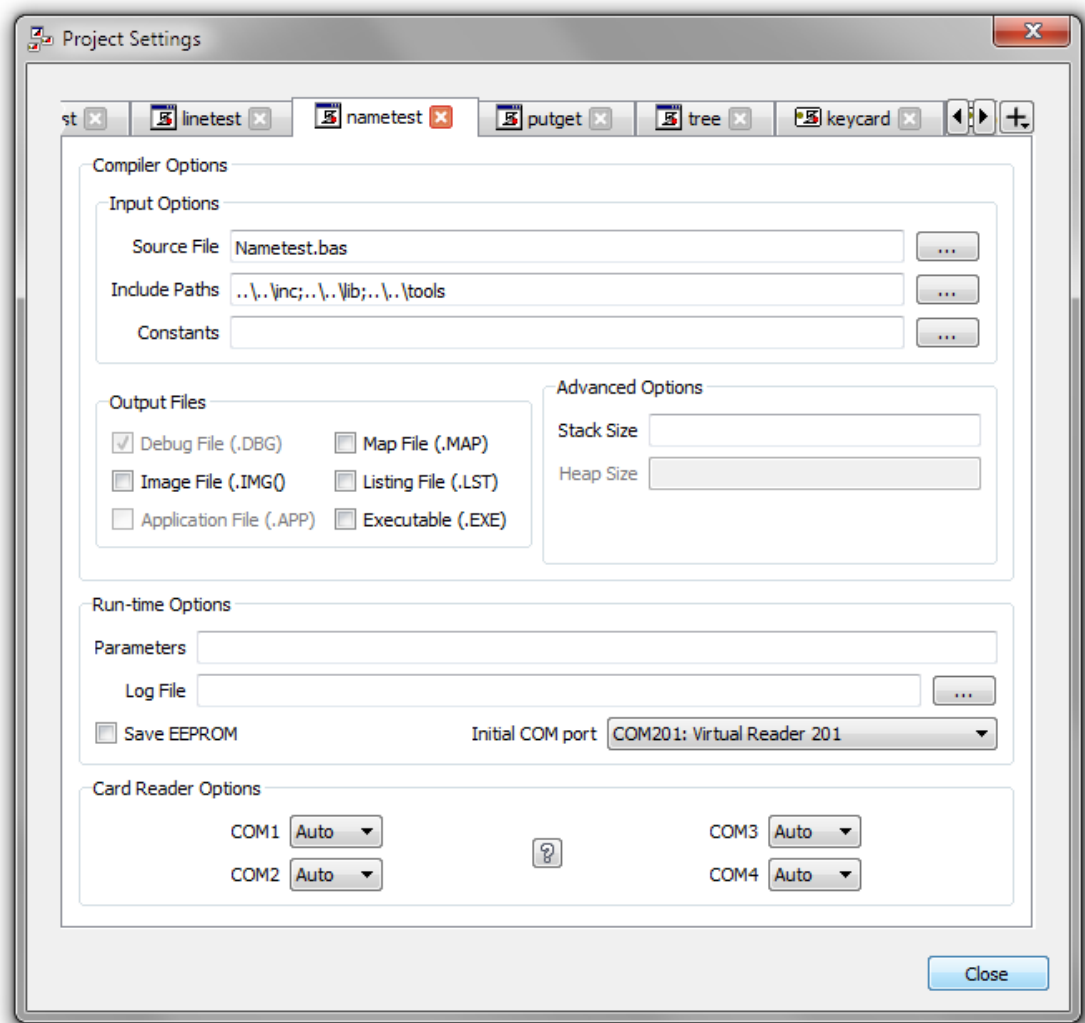 Project Settings
st linetest nametest putget tree keycard
Compiler Options
Input Options
Source File Nametest.bas ...
Include Paths ..\..\inc;..\..\lib;..\..\tools ...
Constants ...
Output Files
Debug File (.DBG) Map File (.MAP)
Image File (.IMG() Listing File (.LST)
Application File (.APP) Executable (.EXE)
Advanced Options
Stack Size
Heap Size
Run-time Options
Parameters
Log File ...
Save EEPROM Initial COM port COM201: Virtual Reader 201
Card Reader Options
COM1 Auto ? COM3 Auto
COM2 Auto COM4 Auto
Close